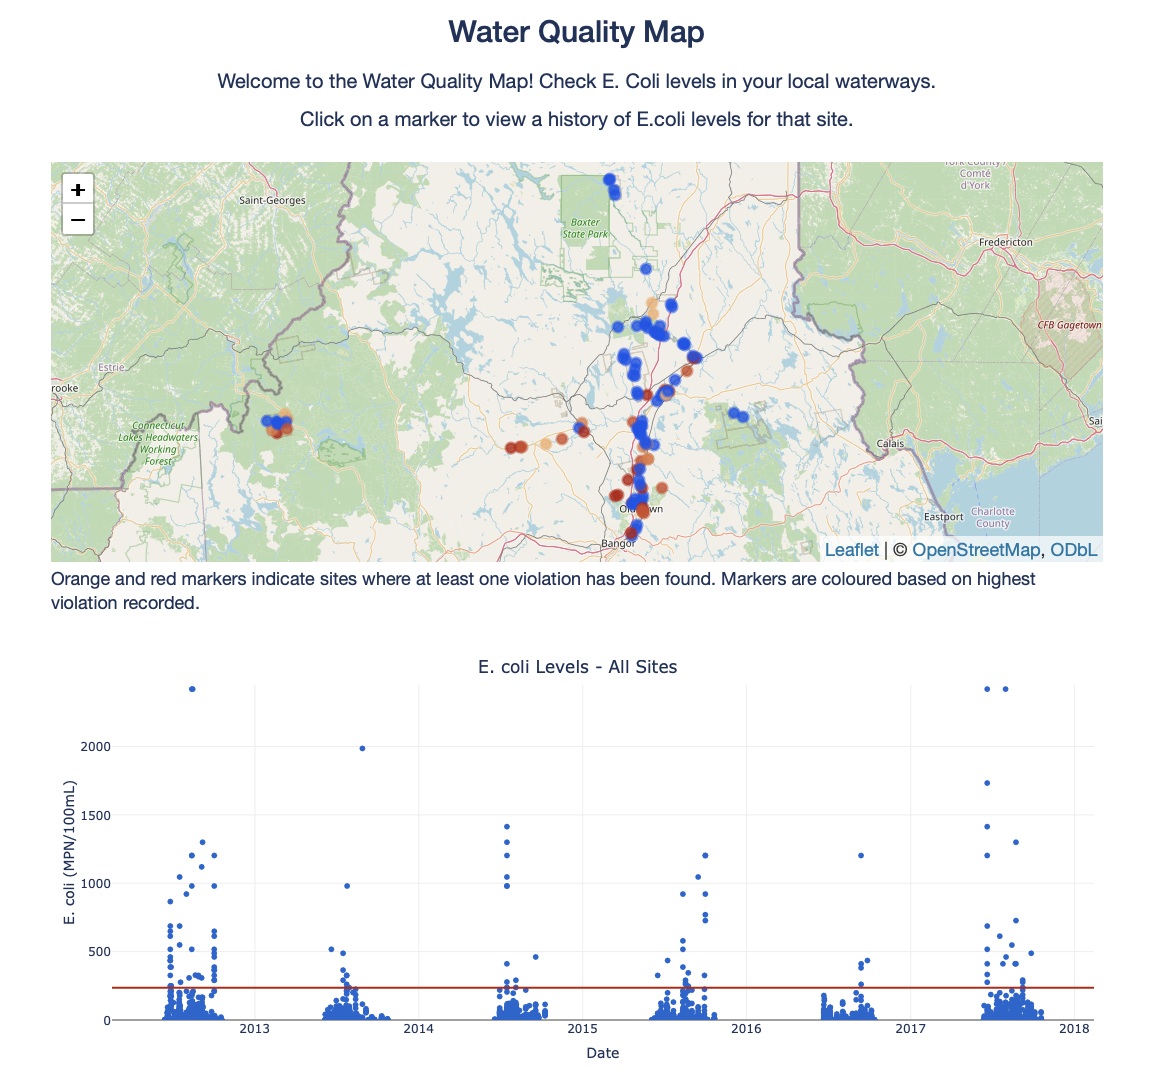 Water Quality Map
Welcome to the Water Quality Map! Check E. Coli levels in your local waterways.
Click on a marker to view a history of E.coli levels for that site.
+
−
Saint-Georges
Baxter
State Park
Comté
d'York
Fredericton
CFB Gagetown
Estrie
rooke
Connecticut
Lakes Headwaters
Working
Forest
Calais
Sai
Eastport
Charlotte
County
Bangor
Leaflet | © OpenStreetMap, ODbL
Orange and red markers indicate sites where at least one violation has been found. Markers are coloured based on highest
violation recorded.
E. coli Levels - All Sites
E. coli (MPN/100mL)
2000
1500
1000
500
0
2013 2014 2015 2016 2017 2018
Date